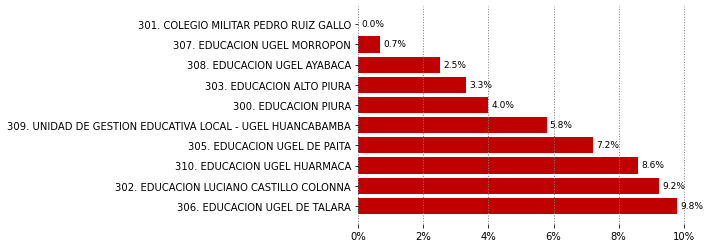 301. COLEGIO MILITAR PEDRO RUIZ GALLO 0.0%
307. EDUCACION UGEL MORROPON 0.7%
308. EDUCACION UGEL AYABACA 2.5%
303. EDUCACION ALTO PIURA 3.3%
300. EDUCACION PIURA 4.0%
309. UNIDAD DE GESTION EDUCATIVA LOCAL - UGEL HUANCABAMBA 5.8%
305. EDUCACION UGEL DE PAITA 7.2%
310. EDUCACION UGEL HUARMACA 8.6%
302. EDUCACION LUCIANO CASTILLO COLONNA 9.2%
306. EDUCACION UGEL DE TALARA 9.8%
0% 2% 4% 6% 8% 10%